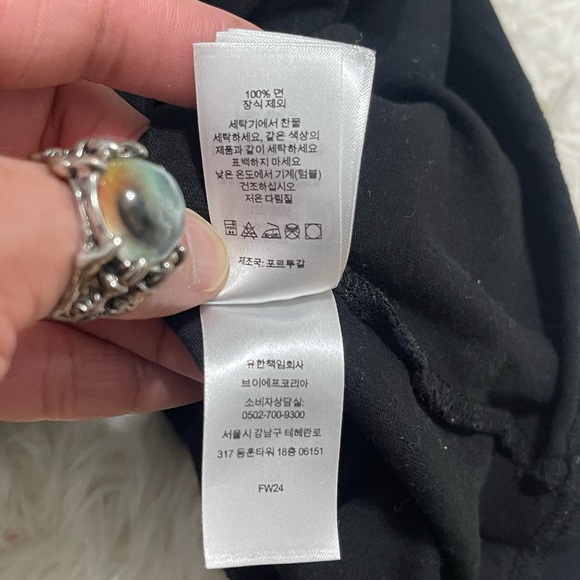 100% 면
장식 제외
세탁기에서 찬물
세탁하세요, 같은 색상의
제품과 같이 세탁하세요
표백하지 마세요
낮은 온도에서 기계(텀블)
건조하십시오
저온 다림질
제조국: 포르투갈
유한책임회사
브이에프코리아
소비자상담실:
0502-700-9300
서울시 강남구 테헤란로
317 동훈타워 18층 06151
FW24